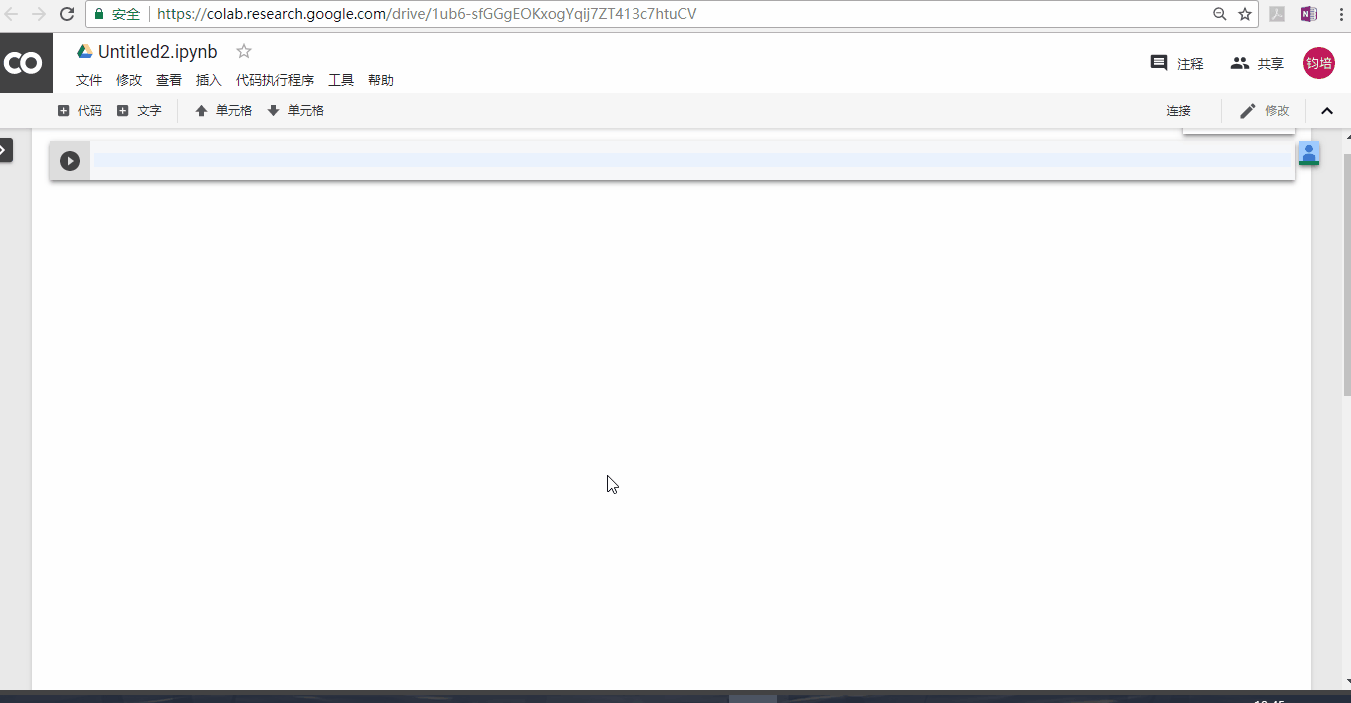 安全 https://colab.research.google.com/drive/1ub6-sfGGgEOKxogYqij7ZT413c7htuCV
CO Untitled2.ipynb
文件 修改 查看 插入 代码执行程序 工具 帮助
注释 共享 钧培
代码 文字 单元格 单元格 连接 修改